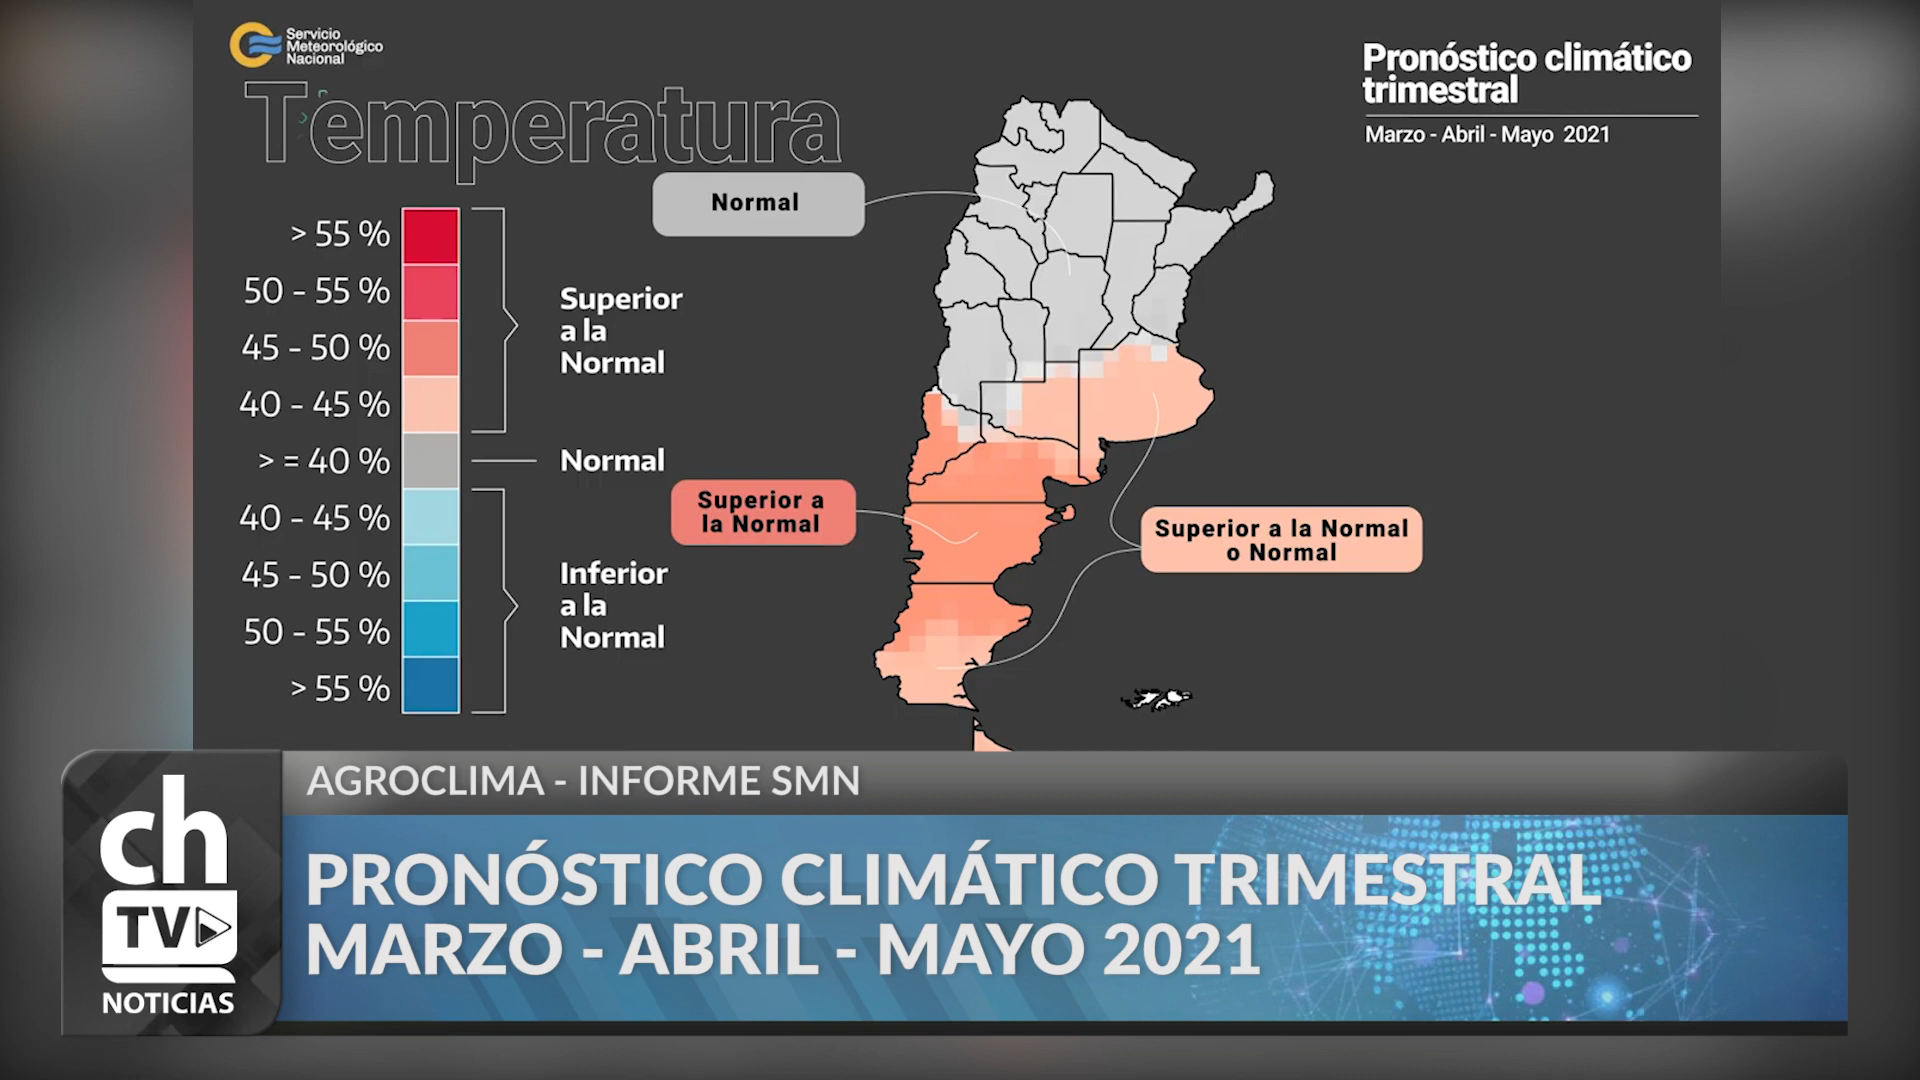 Servicio
Meteorológico
Nacional
Temperatura
Pronóstico climático
trimestral
Marzo - Abril - Mayo 2021
Normal
> 55 %
50 - 55 %
45 - 50 %
40 - 45 %
> = 40 %
40 - 45 %
45 - 50 %
50 - 55 %
> 55 %
Superior
a la
Normal
Normal
Inferior
a la
Normal
Superior a
la Normal
Superior a la Normal
o Normal
AGROCLIMA - INFORME SMN
PRONÓSTICO CLIMÁTICO TRIMESTRAL
MARZO - ABRIL - MAYO 2021
ch
TV
NOTICIAS